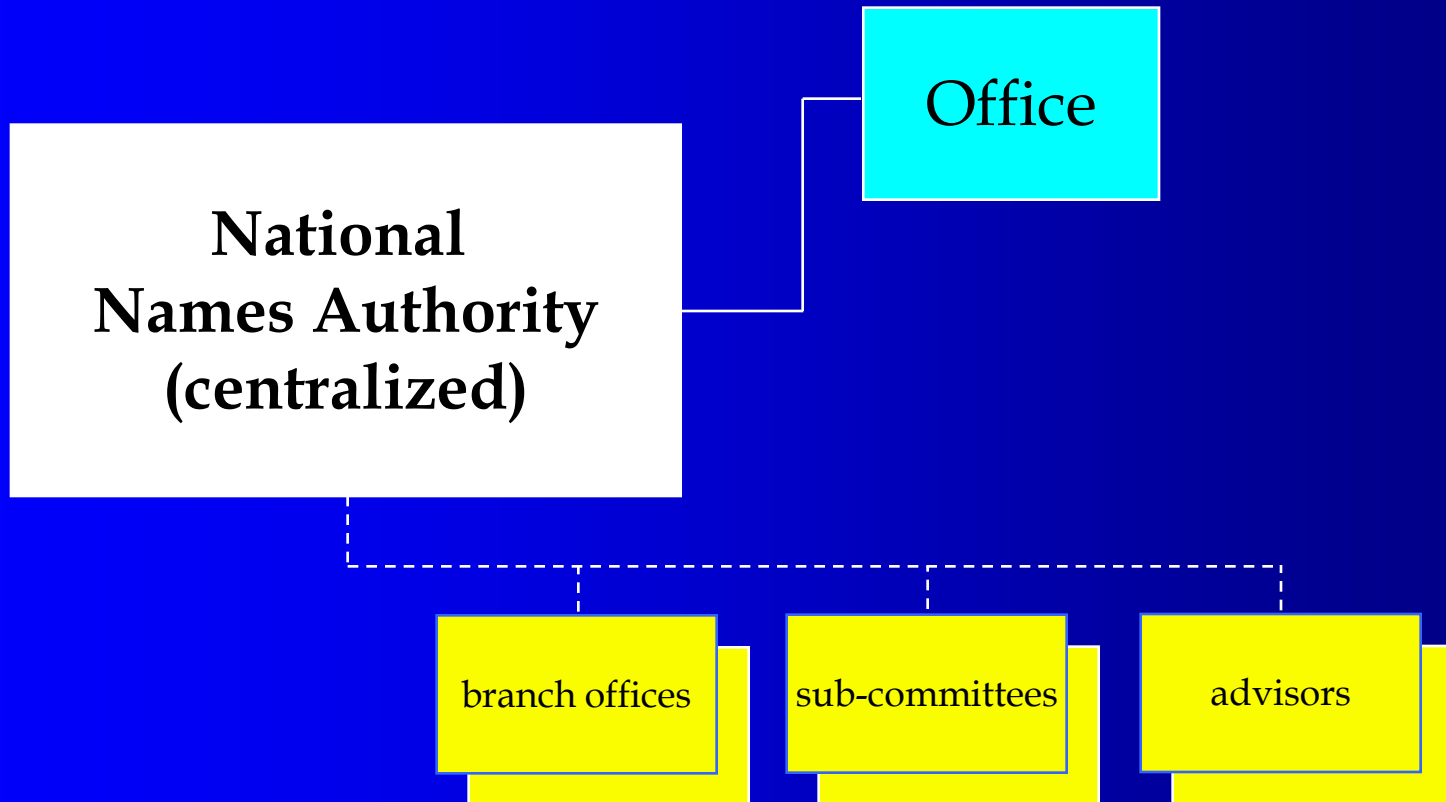 Office
National
Names Authority
(centralized)
branch offices
sub-committees
advisors